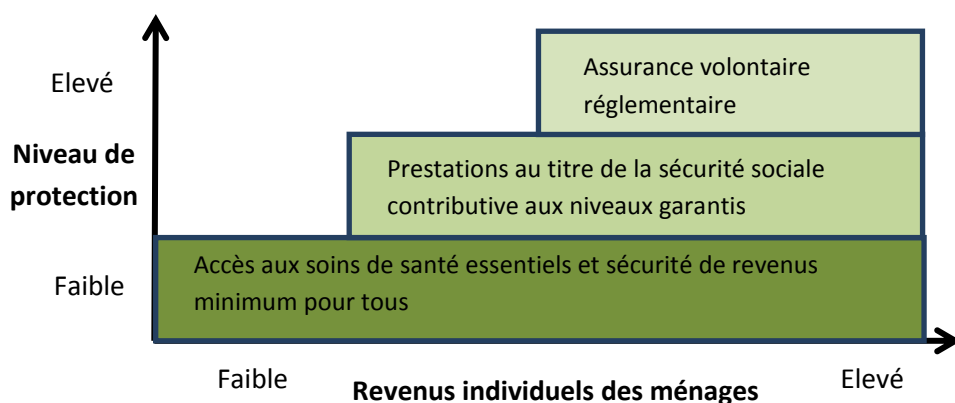 Elevé
Niveau de
protection
Faible
Assurance volontaire
réglementaire
Prestations au titre de la sécurité sociale
contributive aux niveaux garantis
Accès aux soins de santé essentiels et sécurité de revenus
minimum pour tous
Faible
Revenus individuels des ménages
Elevé